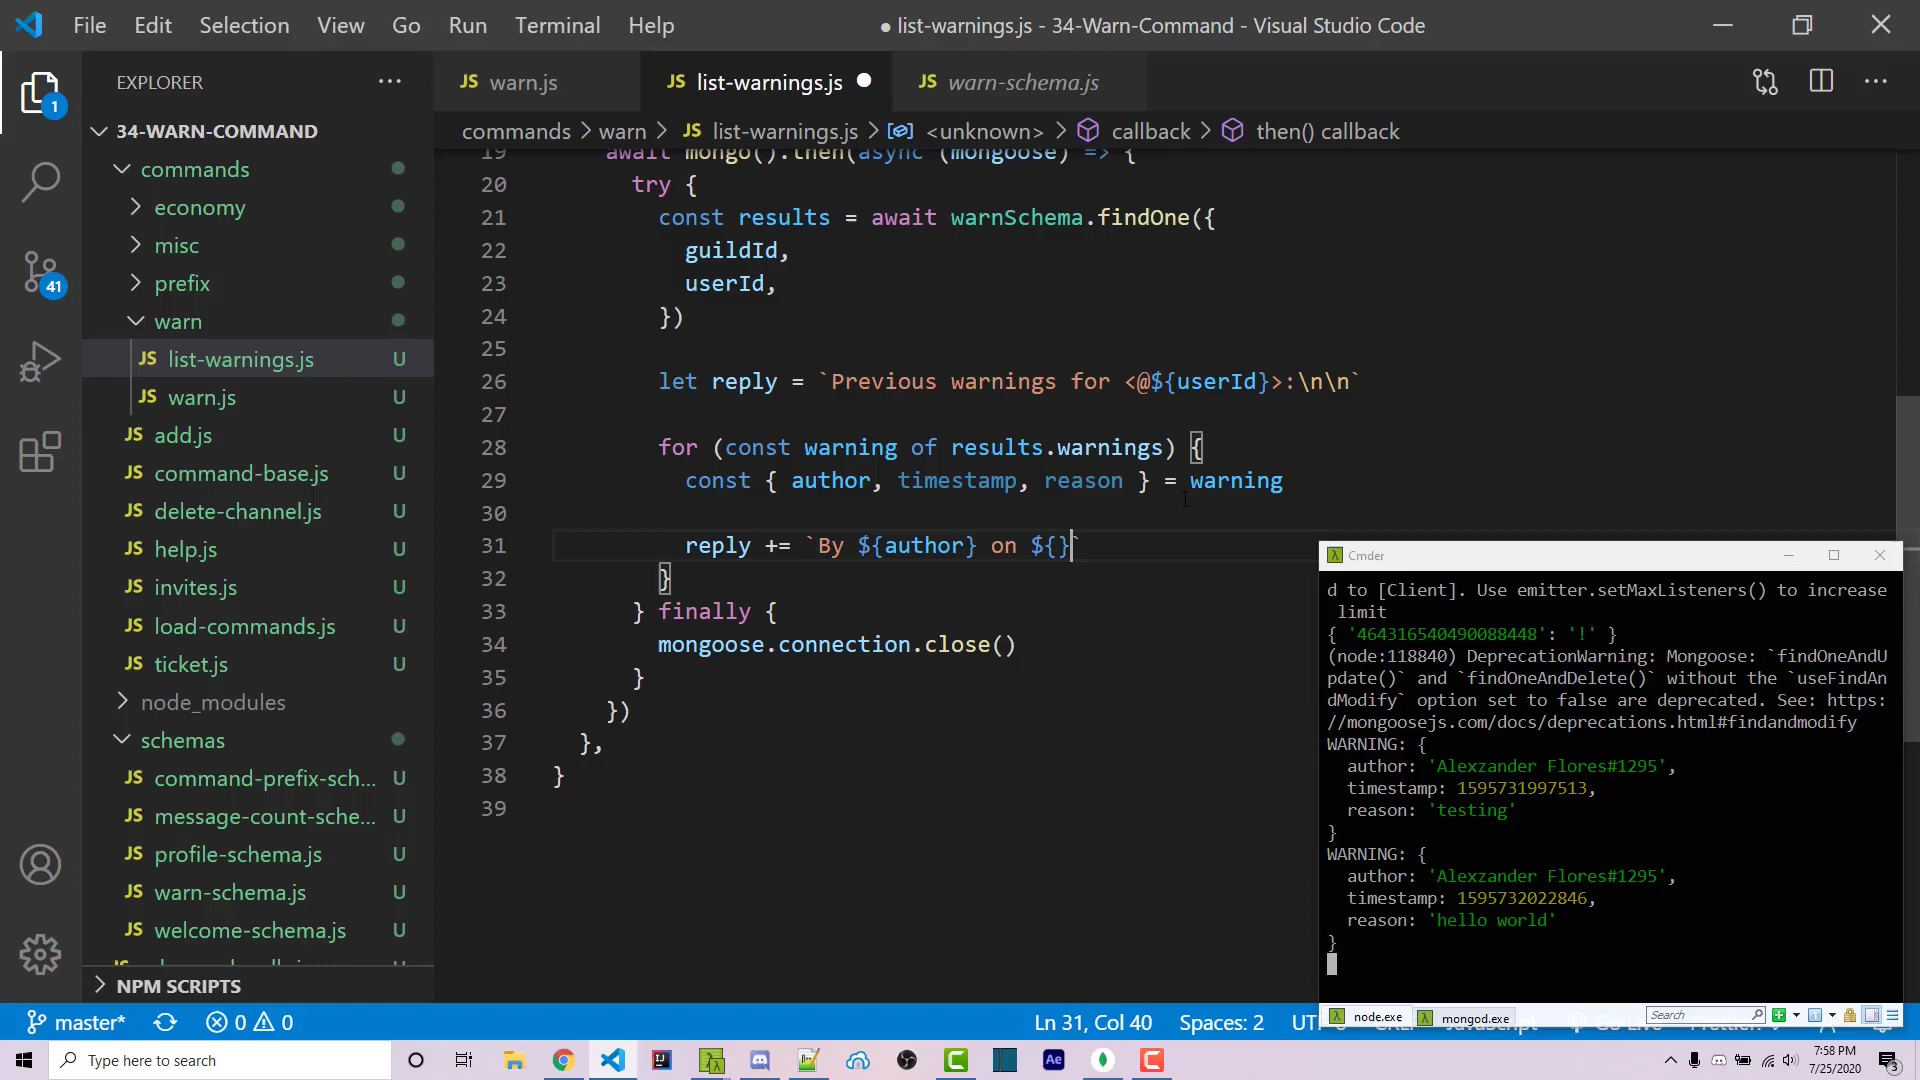 File Edit Selection View Go Run Terminal Help
● list-warnings.js - 34-Warn-Command - Visual Studio Code
EXPLORER
JS warn.js
JS list-warnings.js
JS warn-schema.js
commands > warn > JS list-warnings.js > <unknown> > callback > then() callback
1
41
34-WARN-COMMAND
commands
economy
misc
prefix
warn
JS list-warnings.js U
JS warn.js U
JS add.js U
JS command-base.js U
JS delete-channel.js U
JS help.js U
JS invites.js U
JS load-commands.js U
JS ticket.js U
node_modules
schemas
JS command-prefix-sch... U
JS message-count-sche... U
JS profile-schema.js U
JS warn-schema.js U
JS welcome-schema.js U
NPM SCRIPTS
19 await mongo().then(async (mongoose) => {
20 try {
21 const results = await warnSchema.findOne({
22 guildId,
23 userId,
24 })
25
26 let reply = `Previous warnings for <@${userId}>:\n\n`
27
28 for (const warning of results.warnings) {
29 const { author, timestamp, reason } = warning
30
31 reply += `By ${author} on ${}`
32 }
33 } finally {
34 mongoose.connection.close()
35 }
36 })
37 },
38 }
39
Cmder
d to [Client]. Use emitter.setMaxListeners() to increase
limit
{ '464316540490088448': '!' }
(node:118840) DeprecationWarning: Mongoose: `findOneAndU
pdate()` and `findOneAndDelete()` without the `useFindAn
dModify` option set to false are deprecated. See: https:
//mongoosejs.com/docs/deprecations.html#findandmodify
WARNING: {
author: 'Alexzander Flores#1295',
timestamp: 1595731997513,
reason: 'testing'
}
WARNING: {
author: 'Alexzander Flores#1295',
timestamp: 1595732022846,
reason: 'hello world'
}
node.exe
mongod.exe
Search
master*
0 0
Ln 31, Col 40
Spaces: 2
Type here to search
7:58 PM
7/25/2020
3